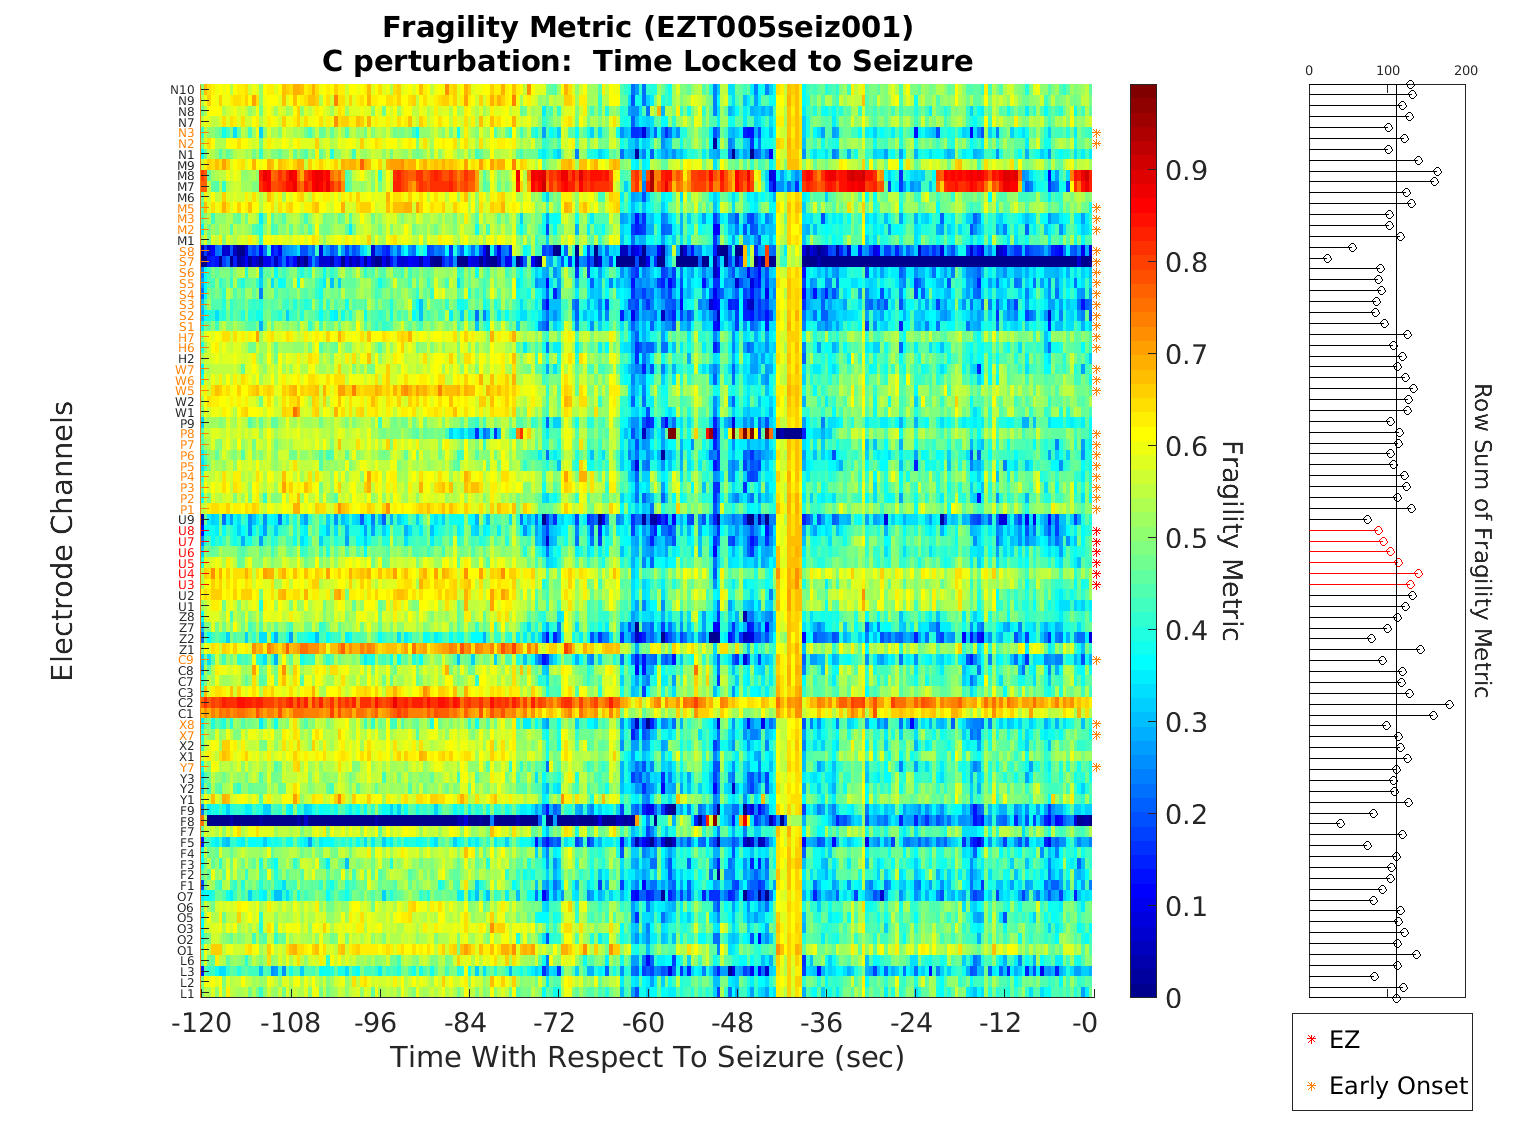 Fragility Metric (EZT005seiz001)
C perturbation:  Time Locked to Seizure
Electrode Channels
N10
N9
N8
N7
N3
N2
N1
M9
M8
M7
M6
M5
M3
M2
M1
S8
S7
S6
S5
S4
S3
S2
S1
H7
H6
H2
W7
W6
W5
W2
W1
P9
P8
P7
P6
P5
P4
P3
P2
P1
U9
U8
U7
U6
U5
U4
U3
U2
U1
Z8
Z7
Z2
Z1
C9
C8
C7
C3
C2
C1
X8
X7
X2
X1
Y7
Y3
Y2
Y1
F9
F8
F7
F5
F4
F3
F2
F1
O7
O6
O5
O3
O2
O1
L6
L3
L2
L1
-120 -108 -96 -84 -72 -60 -48 -36 -24 -12 -0
Time With Respect To Seizure (sec)
0.9
0.8
0.7
0.6
0.5
0.4
0.3
0.2
0.1
0
Fragility Metric
0 100 200
Row Sum of Fragility Metric
EZ
Early Onset